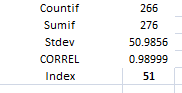 Countif 266
Sumif 276
Stdev 50.9856
CORREL 0.98999
Index 51